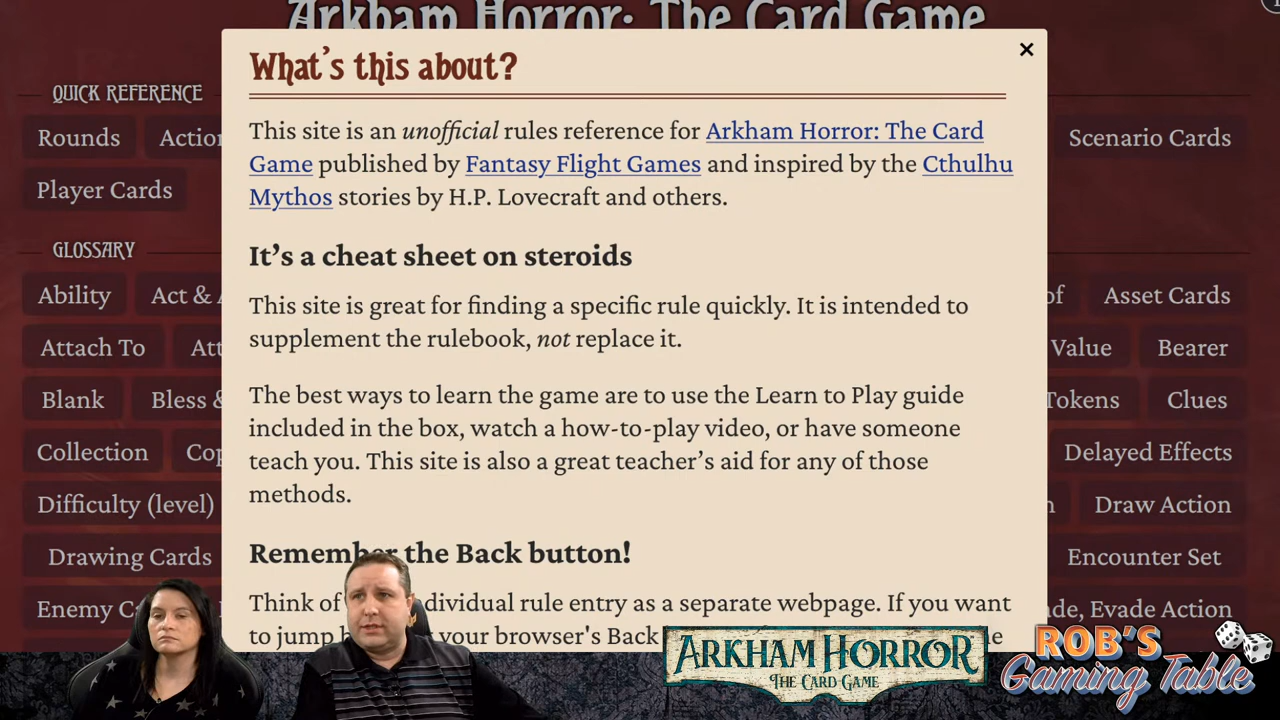 Arkham Horror: The Card Game
What's this about?
QUICK REFERENCE
Rounds
Scenario Cards
Player Cards
This site is an unofficial rules reference for Arkham Horror: The Card
Game published by Fantasy Flight Games and inspired by the Cthulhu
Mythos stories by H.P. Lovecraft and others.
GLOSSARY
It's a cheat sheet on steroids
Ability Act & Asset Cards
This site is great for finding a specific rule quickly. It is intended to
supplement the rulebook, not replace it.
Attach To Value Bearer
The best ways to learn the game are to use the Learn to Play guide
included in the box, watch a how-to-play video, or have someone
teach you. This site is also a great teacher's aid for any of those
methods.
Blank Bless & Tokens Clues
Collection Delayed Effects
Difficulty (level) Draw Action
Drawing Cards Encounter Set
Remember the Back button!
Enemy Evade Action
Think of individual rule entry as a separate webpage. If you want
to jump your browser's Back
ARKHAM HORROR
THE CARD GAME
ROB'S
Gaming Table